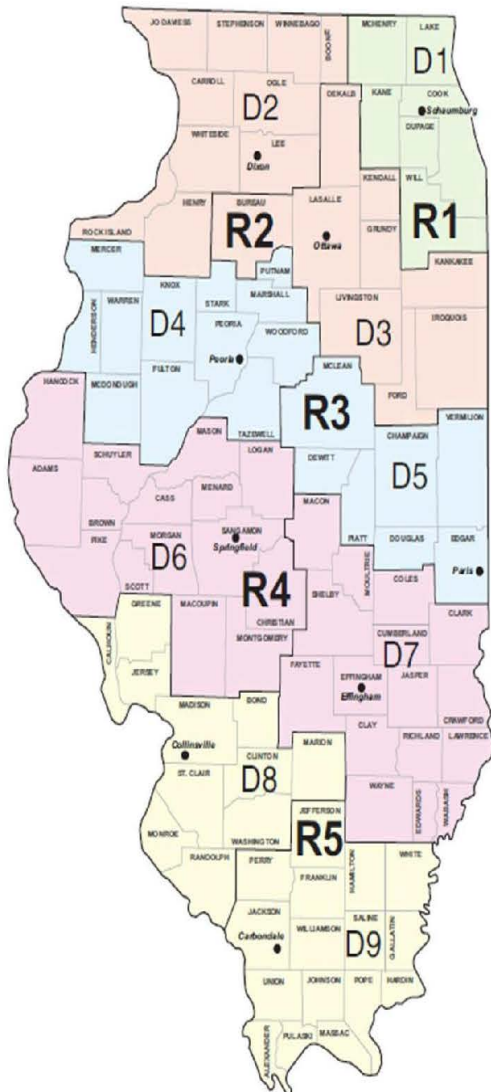 JO DAVIESS
STEPHENSON
WINNEBAGO
BOONE
MCHENRY
LAKE
D1
CARROLL
OGLE
D2
DEKALB
KANE
COOK
Schaumburg
DUPAGE
WHITESIDE
LEE
Dixon
KENDALL
WILL
HENRY
BUREAU
LASALLE
R2
R1
ROCK ISLAND
Ottawa
GRUNDY
MERCER
PUTNAM
KANKAKEE
KNOX
STARK
MARSHALL
HENDERSON
WARREN
D4
PEORIA
LIVINGSTON
D3
IROQUOIS
WOODFORD
Peoria
FULTON
MCLEAN
HANCOCK
MCDONOUGH
R3
FORD
VERMILION
MASON
TAZEWELL
CHAMPAIGN
LOGAN
SCHUYLER
DEWITT
ADAMS
CASS
MENARD
MACON
D5
BROWN
PIKE
MORGAN
SANGAMON
Springfield
D6
PIATT
DOUGLAS
EDGAR
MOULTRIE
Paris
SCOTT
R4
SHELBY
COLES
GREENE
MACOUPIN
CHRISTIAN
CLARK
CALHOUN
MONTGOMERY
CUMBERLAND
D7
JERSEY
FAYETTE
EFFINGHAM
JASPER
Effingham
MADISON
BOND
CRAWFORD
CLAY
RICHLAND
LAWRENCE
Collinsville
CLINTON
MARION
ST. CLAIR
D8
WAYNE
EDWARDS
WABASH
JEFFERSON
MONROE
WASHINGTON
R5
RANDOLPH
PERRY
HAMILTON
WHITE
FRANKLIN
JACKSON
SALINE
Carbondale
WILLIAMSON
D9
GALLATIN
UNION
JOHNSON
POPE
HARDIN
ALEXANDER
PULASKI
MASSAC